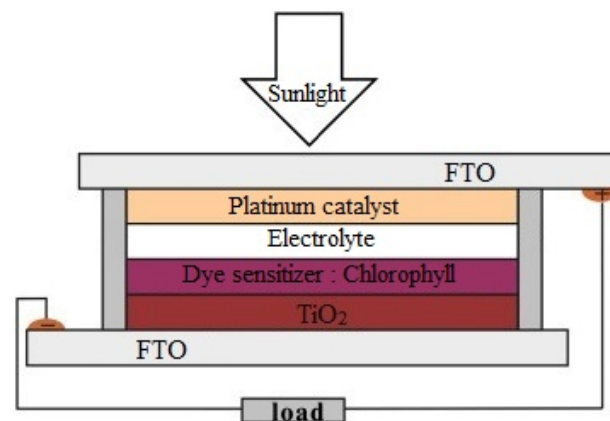 Sunlight
FTO
+
Platinum catalyst
Electrolyte
Dye sensitizer : Chlorophyll
TiO₂
−
FTO
load